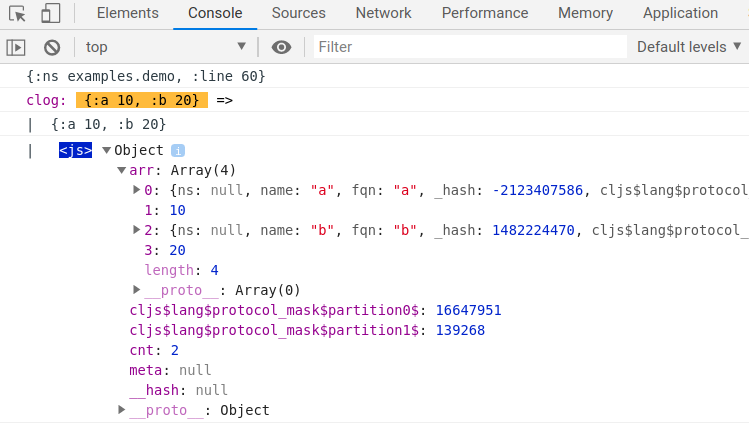 Elements Console Sources Network Performance Memory Application
top Filter Default levels
{:ns examples.demo, :line 60}
clog: {:a 10, :b 20} =>
| {:a 10, :b 20}
| <js> Object i
arr: Array(4)
0: {ns: null, name: "a", fqn: "a", _hash: -2123407586, cljs$lang$protocol_
1: 10
2: {ns: null, name: "b", fqn: "b", _hash: 1482224470, cljs$lang$protocol_
3: 20
length: 4
__proto__: Array(0)
cljs$lang$protocol_mask$partition0$: 16647951
cljs$lang$protocol_mask$partition1$: 139268
cnt: 2
meta: null
__hash: null
__proto__: Object